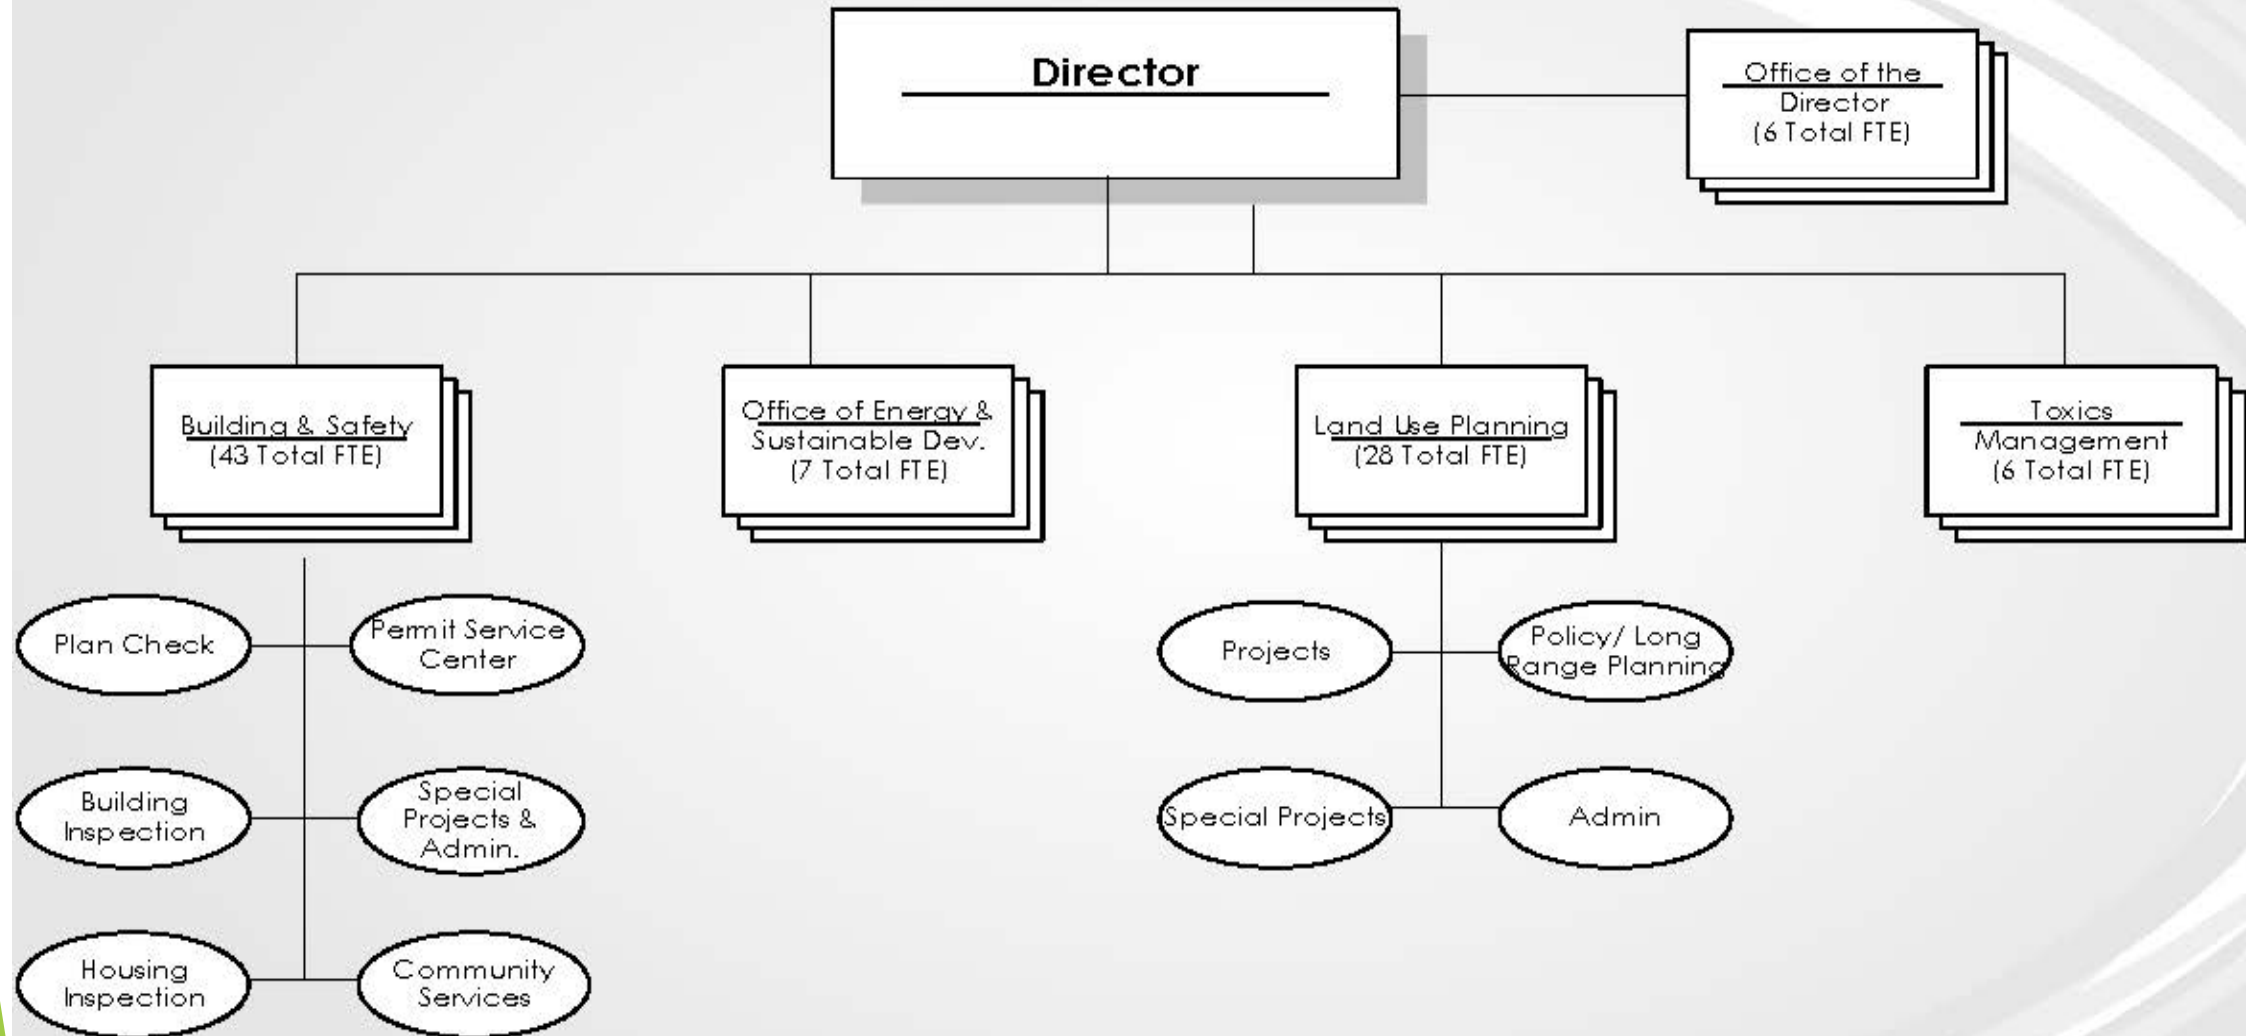 Director
Office of the
Director
(6 Total FTE)
Building & Safety
(43 Total FTE)
Office of Energy &
Sustainable Dev.
(7 Total FTE)
Land Use Planning
(28 Total FTE)
Toxics
Management
(6 Total FTE)
Plan Check
Permit Service
Center
Building
Inspection
Special
Projects &
Admin.
Housing
Inspection
Community
Services
Projects
Policy/ Long
Range Planning
Special Projects
Admin